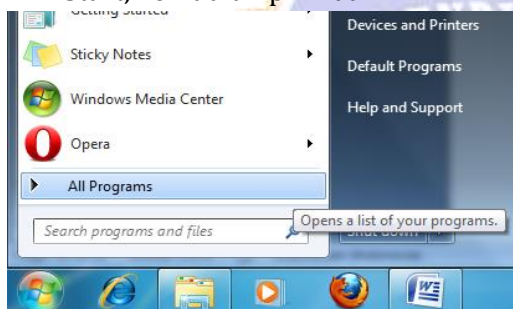 Getting Started
Devices and Printers
Sticky Notes
Default Programs
Windows Media Center
Help and Support
Opera
All Programs
Opens a list of your programs.
Search programs and files
Shut down